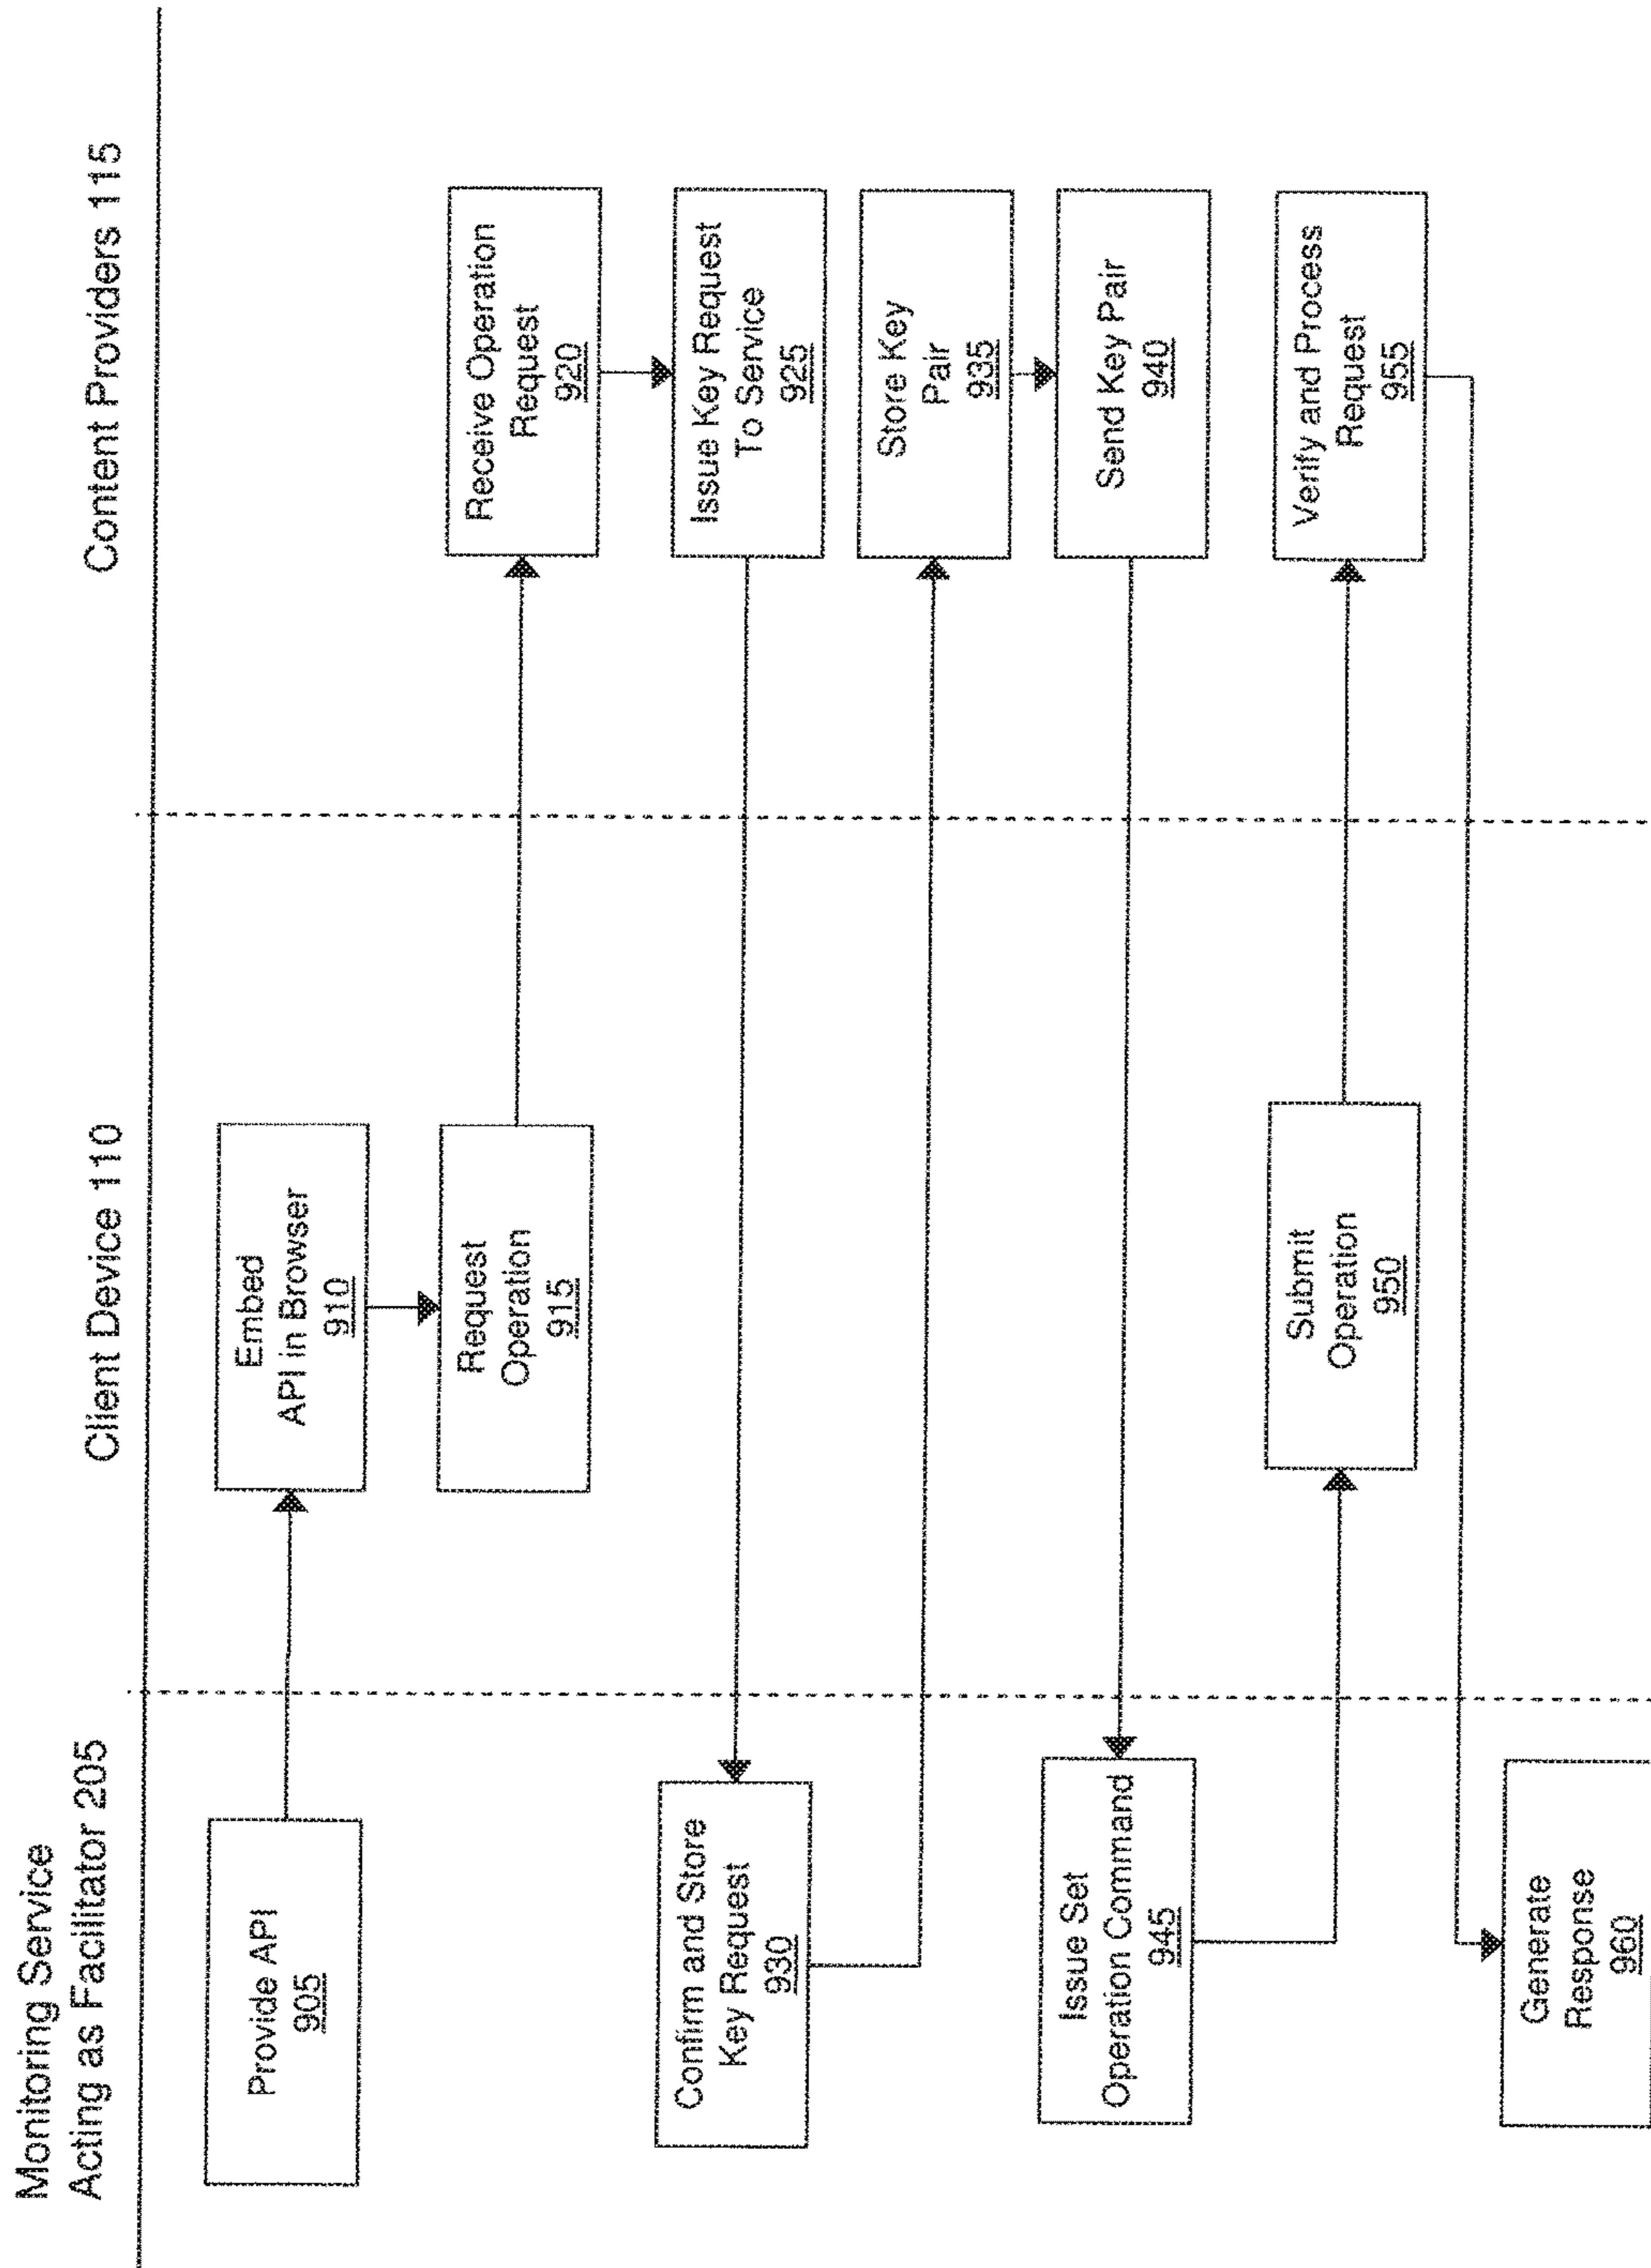 Monitoring Service
Acting as Facilitator 205
Client Device 110
Content Providers 115
Provide API
905
Embed
API in Browser
910
Request
Operation
915
Receive Operation
Request
920
Issue Key Request
To Service
925
Confirm and Store
Key Request
930
Store Key
Pair
935
Send Key Pair
940
Issue Set
Operation Command
945
Submit
Operation
950
Verify and Process
Request
955
Generate
Response
960